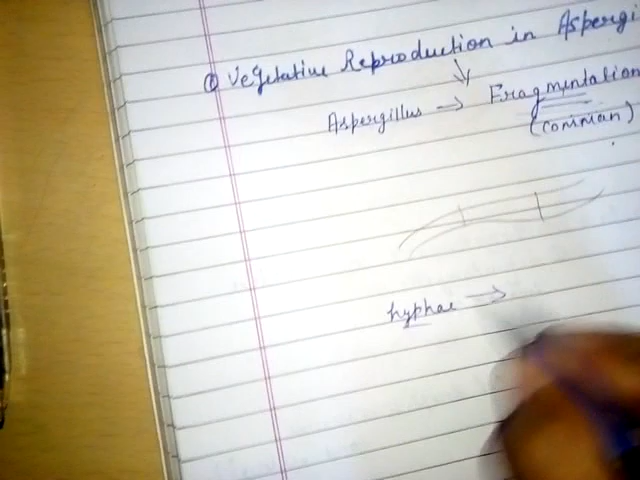 ① Vegetative Reproduction in Aspergi
↓
Aspergillus → Fragmentation
(common)
hyphae →